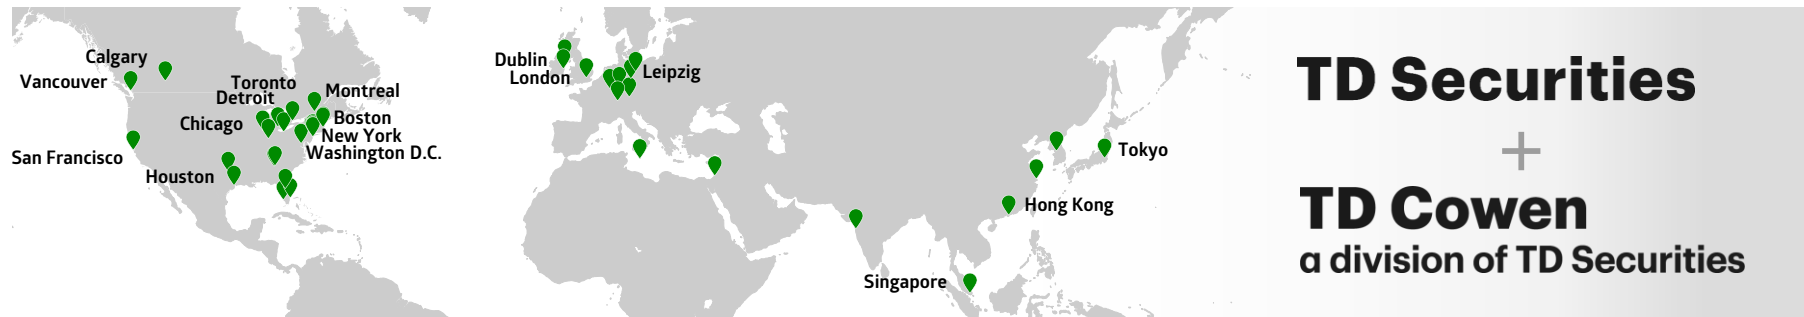 Calgary
Vancouver
Toronto
Detroit
Montreal
Chicago
Boston
New York
Washington D.C.
San Francisco
Houston
Dublin
London
Leipzig
Tokyo
Hong Kong
Singapore
TD Securities
+
TD Cowen
a division of TD Securities